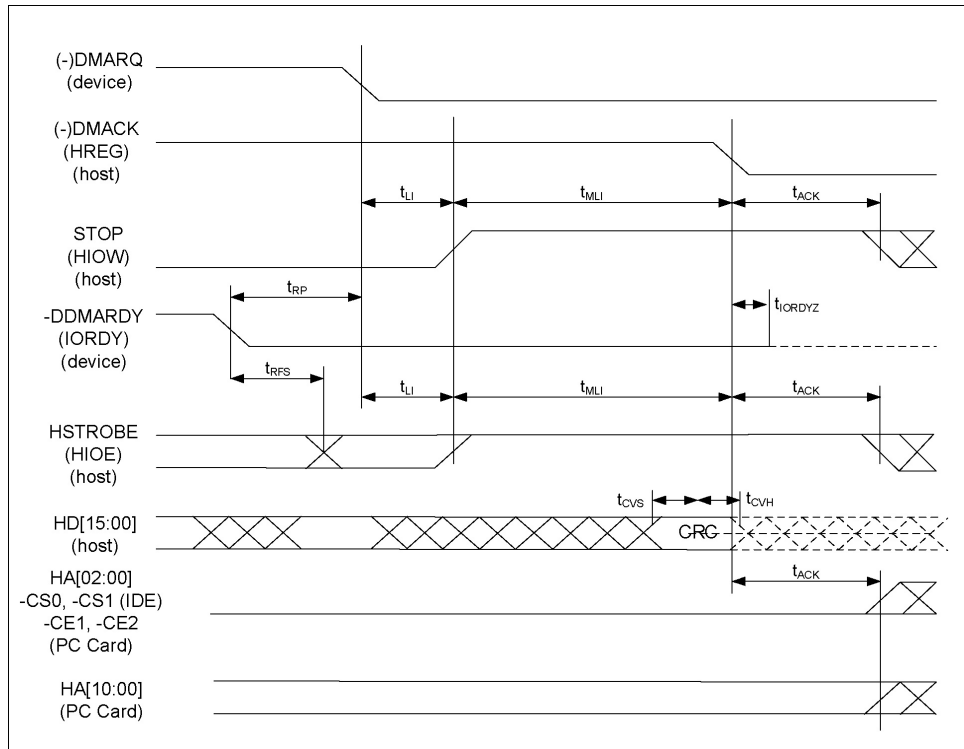 (-)DMARQ
(device)
(-)DMACK
(HREG)
(host)
tLI
tMLI
tACK
STOP
(HIOW)
(host)
tRP
-DDMARDY
(IORDY)
(device)
tIORDYZ
tRFS
tLI
tMLI
tACK
HSTROBE
(HIOE)
(host)
tCVS
tCVH
HD[15:00]
(host)
CRC
HA[02:00]
-CS0, -CS1 (IDE)
-CE1, -CE2
(PC Card)
tACK
HA[10:00]
(PC Card)